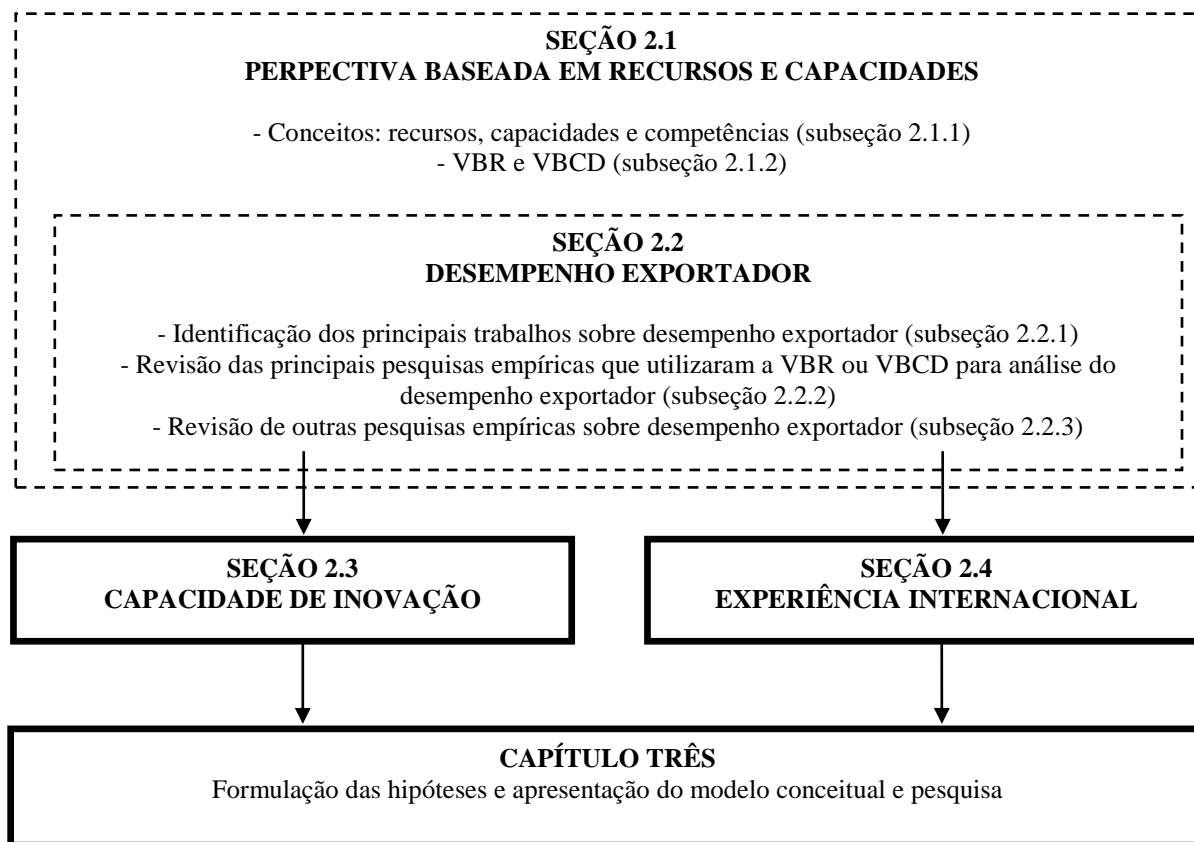 SEÇÃO 2.1
PERPECTIVA BASEADA EM RECURSOS E CAPACIDADES
- Conceitos: recursos, capacidades e competências (subseção 2.1.1)
- VBR e VBCD (subseção 2.1.2)
SEÇÃO 2.2
DESEMPENHO EXPORTADOR
- Identificação dos principais trabalhos sobre desempenho exportador (subseção 2.2.1)
- Revisão das principais pesquisas empíricas que utilizaram a VBR ou VBCD para análise do
desempenho exportador (subseção 2.2.2)
- Revisão de outras pesquisas empíricas sobre desempenho exportador (subseção 2.2.3)
SEÇÃO 2.3
CAPACIDADE DE INOVAÇÃO
SEÇÃO 2.4
EXPERIÊNCIA INTERNACIONAL
CAPÍTULO TRÊS
Formulação das hipóteses e apresentação do modelo conceitual e pesquisa